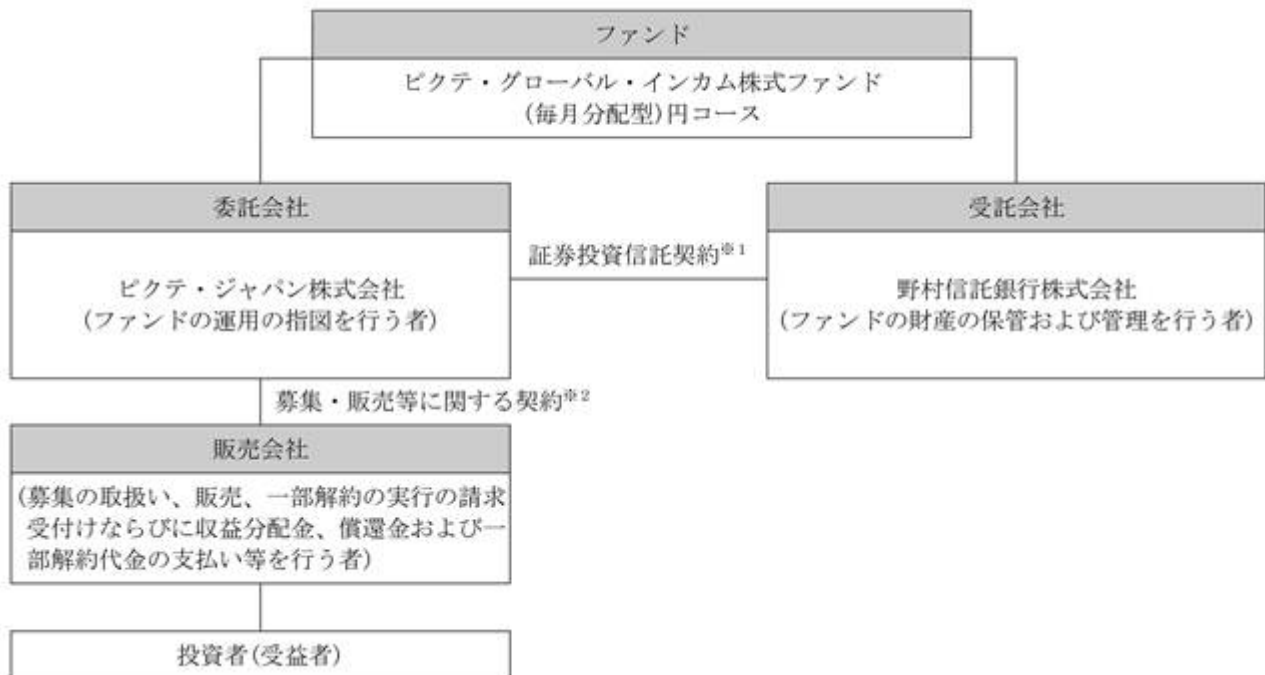 ファンド
ピクテ・グローバル・インカム株式ファンド
(毎月分配型)円コース
委託会社
ピクテ・ジャパン株式会社
(ファンドの運用の指図を行う者)
証券投資信託契約※1
受託会社
野村信託銀行株式会社
(ファンドの財産の保管および管理を行う者)
募集・販売等に関する契約※2
販売会社
(募集の取扱い、販売、一部解約の実行の請求
受付けならびに収益分配金、償還金および一
部解約代金の支払い等を行う者)
投資者(受益者)